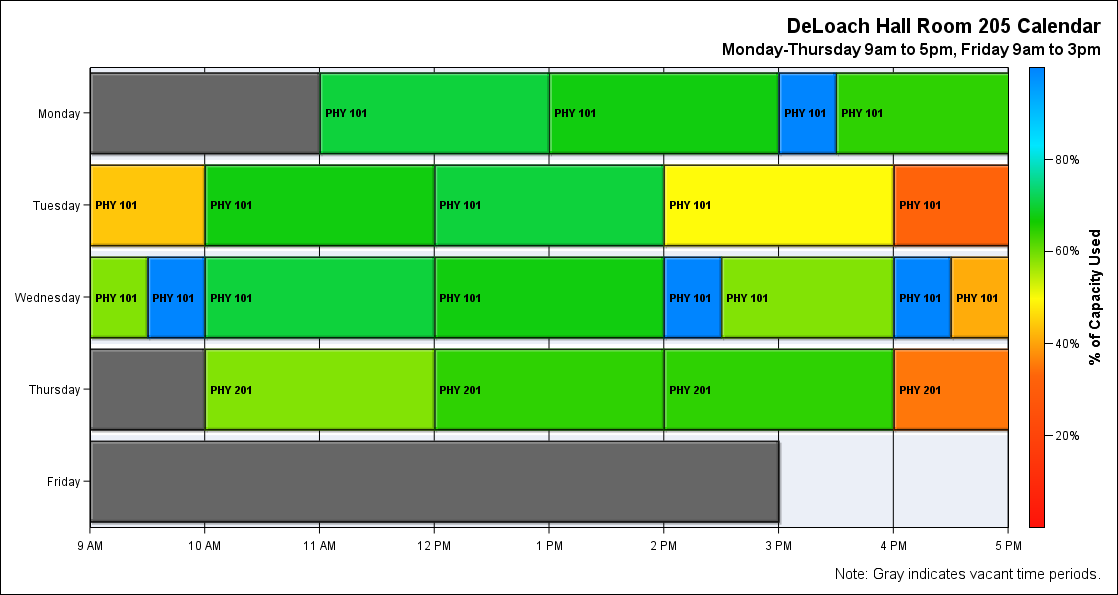 DeLoach Hall Room 205 Calendar
Monday-Thursday 9am to 5pm, Friday 9am to 3pm
Monday
PHY 101
PHY 101
PHY 101
PHY 101
Tuesday
PHY 101
PHY 101
PHY 101
PHY 101
PHY 101
Wednesday
PHY 101
PHY 101
PHY 101
PHY 101
PHY 101
PHY 101
PHY 101
PHY 101
Thursday
PHY 201
PHY 201
PHY 201
PHY 201
Friday
9 AM
10 AM
11 AM
12 PM
1 PM
2 PM
3 PM
4 PM
5 PM
80%
60%
40%
20%
% of Capacity Used
Note: Gray indicates vacant time periods.